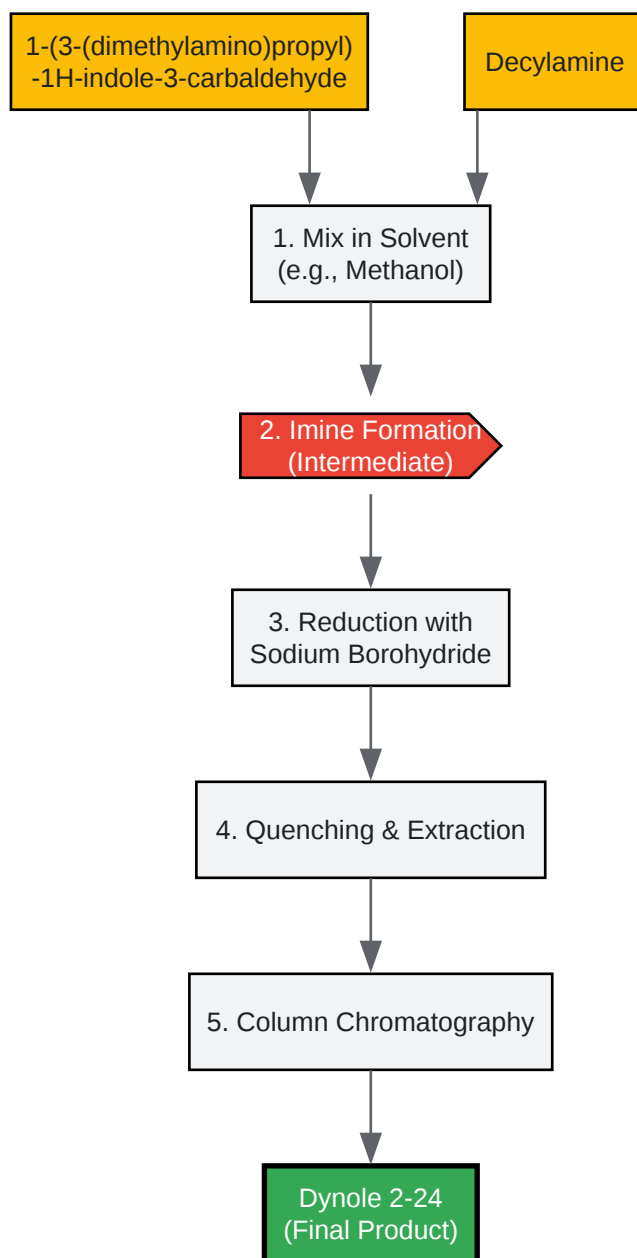 1-(3-(dimethylamino)propyl)
-1H-indole-3-carbaldehyde
Decylamine
1. Mix in Solvent
(e.g., Methanol)
2. Imine Formation
(Intermediate)
3. Reduction with
Sodium Borohydride
4. Quenching & Extraction
5. Column Chromatography
Dynole 2-24
(Final Product)